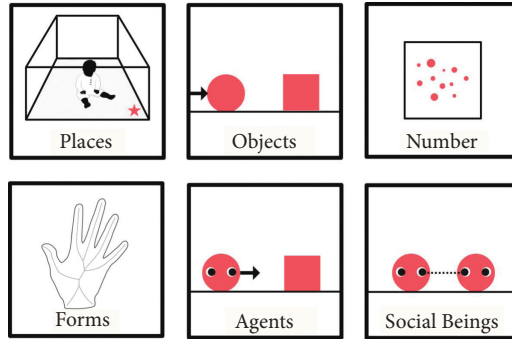 Places
Objects
Number
Forms
Agents
Social Beings